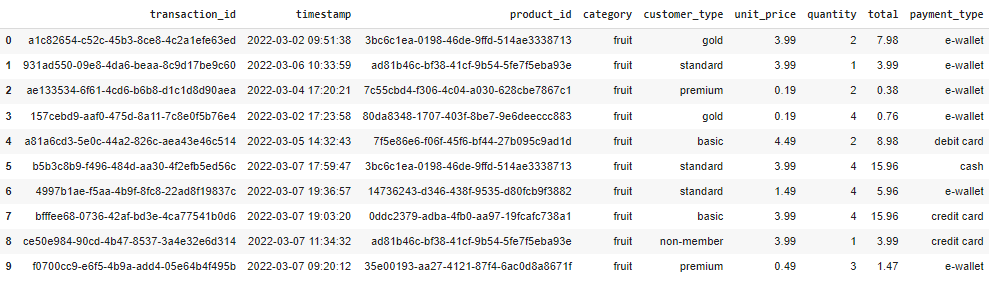 transaction_id timestamp product_id category customer_type unit_price quantity total payment_type
0 a1c82654-c52c-45b3-8ce8-4c2a1efe63ed 2022-03-02 09:51:38 3bc6c1ea-0198-46de-9ffd-514ae3338713 fruit gold 3.99 2 7.98 e-wallet
1 931ad550-09e8-4da6-beaa-8c9d17be9c60 2022-03-06 10:33:59 ad81b46c-bf38-41cf-9b54-5fe7f5eba93e fruit standard 3.99 1 3.99 e-wallet
2 ae133534-6f61-4cd6-b6b8-d1c1d8d90aea 2022-03-04 17:20:21 7c55cbd4-f306-4c04-a030-628cbe7867c1 fruit premium 0.19 2 0.38 e-wallet
3 157cebd9-aaf0-475d-8a11-7c8e0f5b76e4 2022-03-02 17:23:58 80da8348-1707-403f-8be7-9e6deeccc883 fruit gold 0.19 4 0.76 e-wallet
4 a81a6cd3-5e0c-44a2-826c-aea43e46c514 2022-03-05 14:32:43 7f5e86e6-f06f-45f6-bf44-27b095c9ad1d fruit basic 4.49 2 8.98 debit card
5 b5b3c8b9-f496-484d-aa30-4f2efb5ed56c 2022-03-07 17:59:47 3bc6c1ea-0198-46de-9ffd-514ae3338713 fruit standard 3.99 4 15.96 cash
6 4997b1ae-f5aa-4b9f-8fc8-22ad8f19837c 2022-03-07 19:36:57 14736243-d346-438f-9535-d80fcb9f3882 fruit standard 1.49 4 5.96 e-wallet
7 bfffee68-0736-42af-bd3e-4ca77541b0d6 2022-03-07 19:03:20 0ddc2379-adba-4fb0-aa97-19fcafc738a1 fruit basic 3.99 4 15.96 credit card
8 ce50e984-90cd-4b47-8537-3a4e32e6d314 2022-03-07 11:34:32 ad81b46c-bf38-41cf-9b54-5fe7f5eba93e fruit non-member 3.99 1 3.99 credit card
9 f0700cc9-e6f5-4b9a-add4-05e64b4f495b 2022-03-07 09:20:12 35e00193-aa27-4121-87f4-6ac0d8a8671f fruit premium 0.49 3 1.47 e-wallet